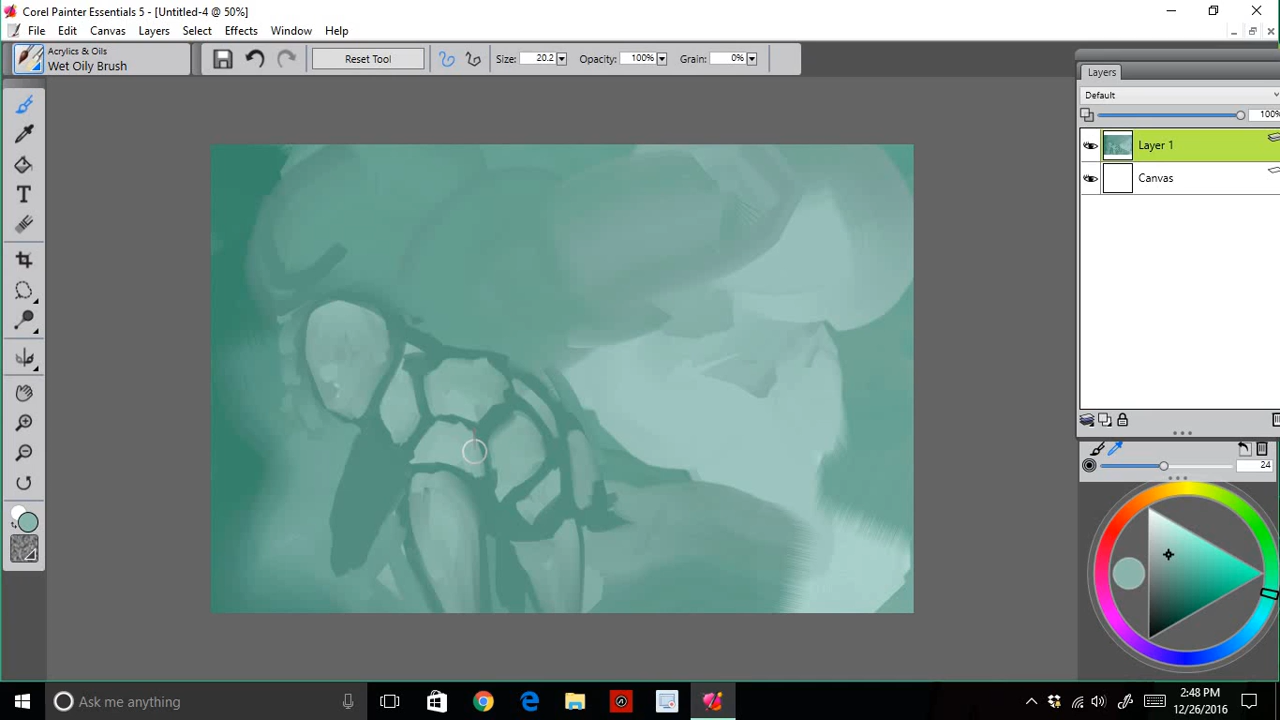 Corel Painter Essentials 5 - [Untitled-4 @ 50%]
File Edit Canvas Layers Select Effects Window Help
Acrylics & Oils
Wet Oily Brush
Reset Tool
Size: 20.2
Opacity: 100%
Grain: 0%
Layers
Default
100%
Layer 1
Canvas
24
Ask me anything
2:48 PM
12/26/2016